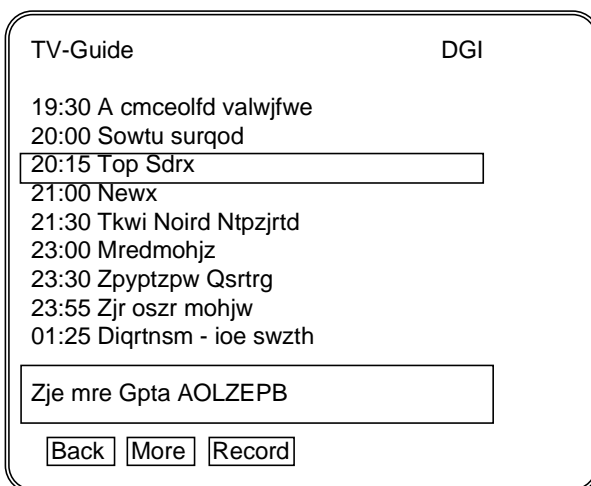 TV-Guide DGI
19:30 A cmceolfd valwjfwe
20:00 Sowtu surqod
20:15 Top Sdrx
21:00 Newx
21:30 Tkwi Noird Ntpzjrtd
23:00 Mredmohjz
23:30 Zpyptzpw Qsrtrg
23:55 Zjr oszr mohjw
01:25 Diqrtnsm - ioe swzth
Zje mre Gpta AOLZEPB
Back More Record